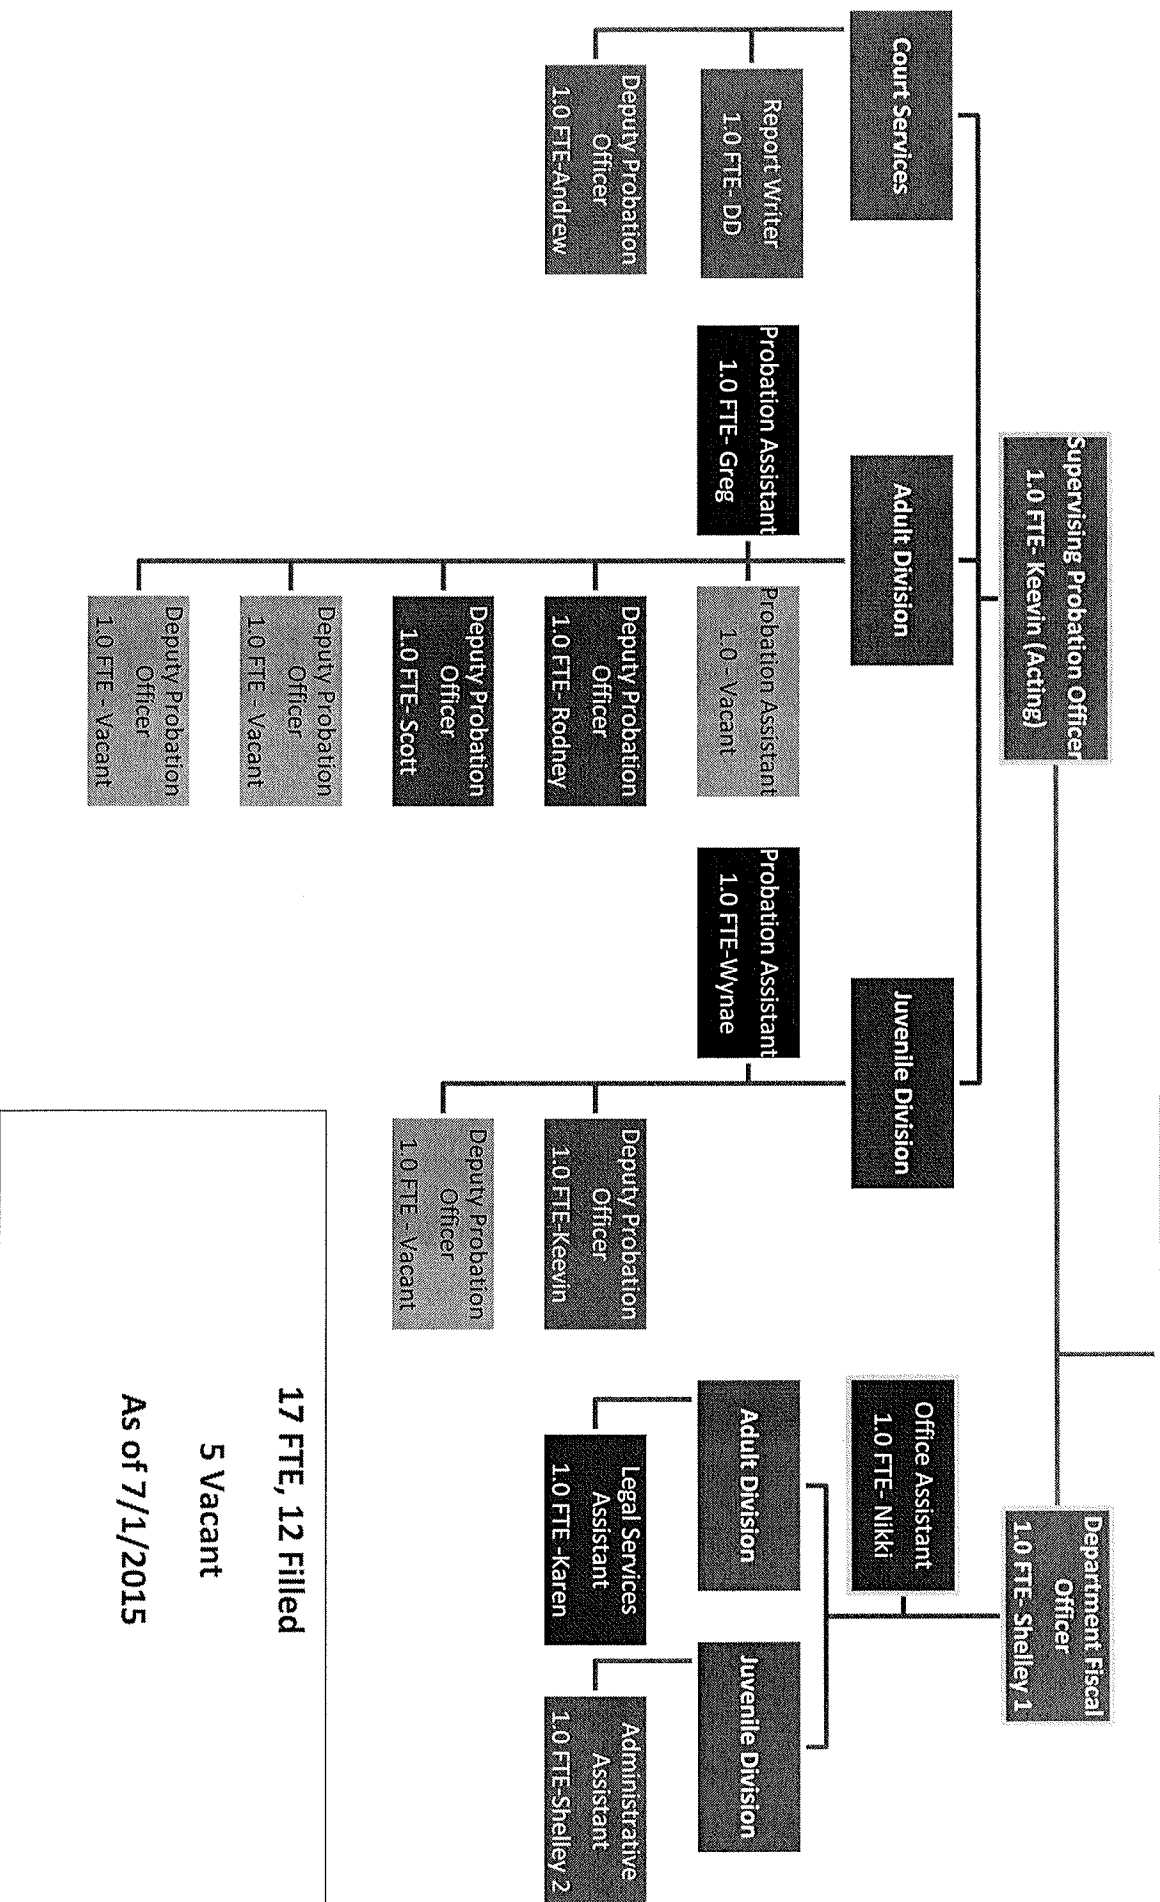 Supervising Probation Officer
1.0 FTE- Keevin (Acting)
Department Fiscal
Officer
1.0 FTE- Shelley 1
Court Services
Adult Division
Juvenile Division
Office Assistant
1.0 FTE- Nikki
Report Writer
1.0 FTE- DD
Probation Assistant
1.0 FTE- Greg
Probation Assistant
1.0 - Vacant
Probation Assistant
1.0 FTE-Wynae
Adult Division
Juvenile Division
Deputy Probation
Officer
1.0 FTE-Andrew
Deputy Probation
Officer
1.0 FTE- Rodney
Deputy Probation
Officer
1.0 FTE-Keevin
Legal Services
Assistant
1.0 FTE -Karen
Administrative
Assistant
1.0 FTE-Shelley 2
Deputy Probation
Officer
1.0 FTE- Scott
Deputy Probation
Officer
1.0 FTE - Vacant
Deputy Probation
Officer
1.0 FTE - Vacant
Deputy Probation
Officer
1.0 FTE - Vacant
17 FTE, 12 Filled
5 Vacant
As of 7/1/2015